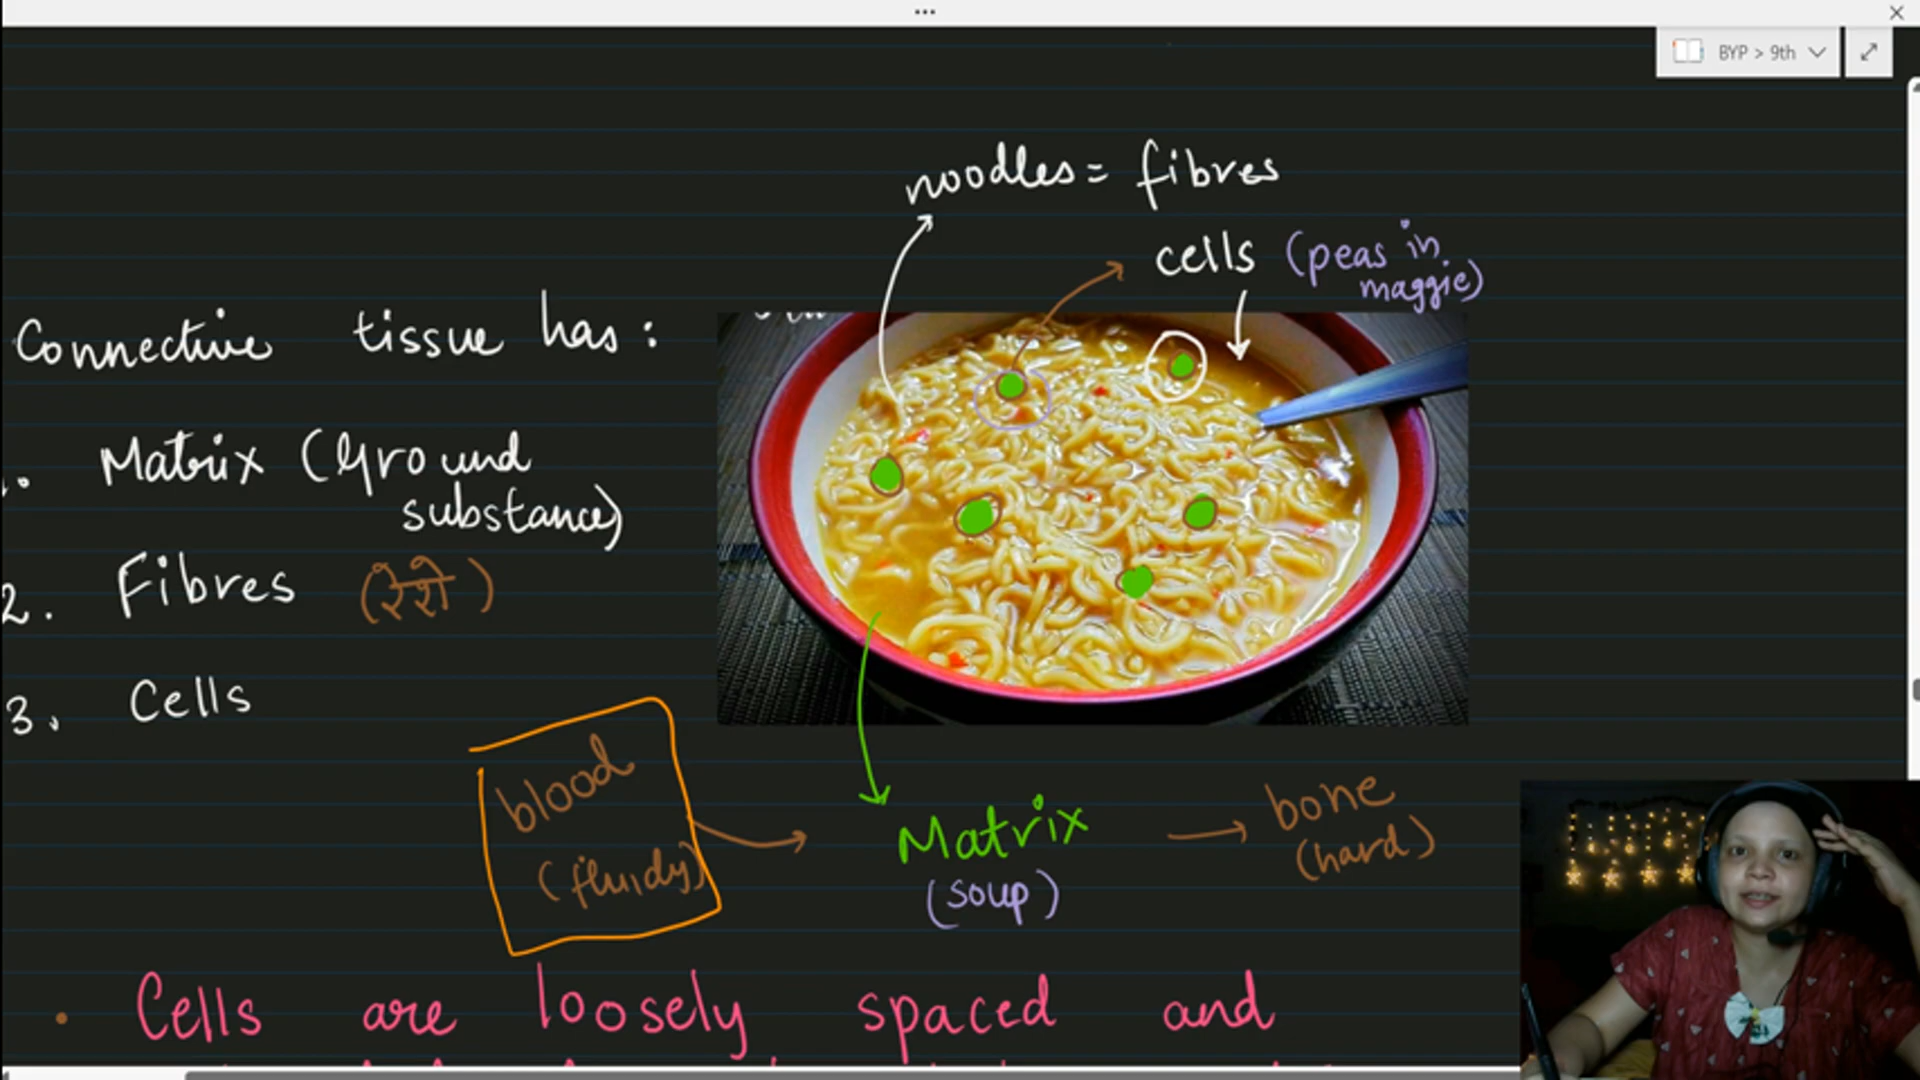 BYP > 9th
noodles = fibres
cells (peas in
maggie)
Connective tissue has:
Matrix (Ground
substance)
2. Fibres (रेशे)
3. Cells
blood
(fluidy)
Matrix
(soup)
bone
(hard)
• Cells are loosely spaced and